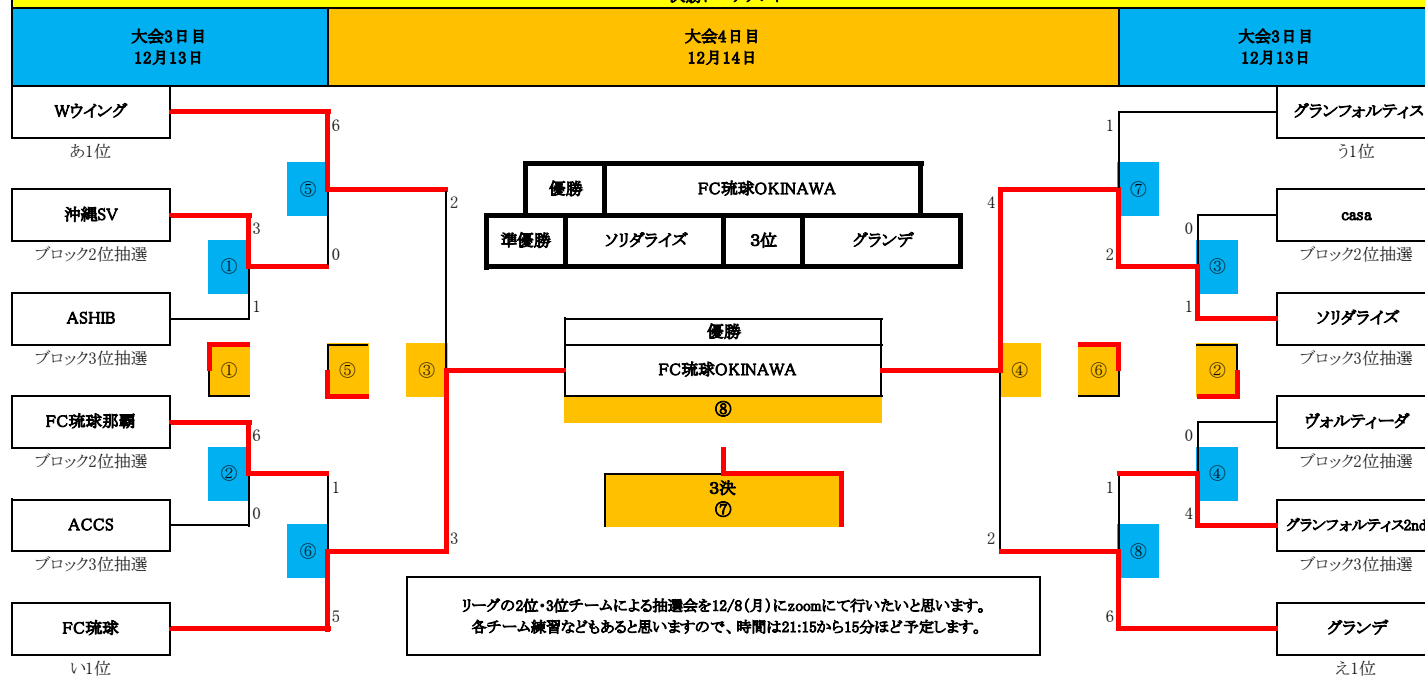 大会3日目
12月13日
大会4日目
12月14日
大会3日目
12月13日
Wウイング
あ1位
沖縄SV
ブロック2位抽選
ASHIB
ブロック3位抽選
FC琉球那覇
ブロック2位抽選
ACCS
ブロック3位抽選
FC琉球
い1位
6
⑤
3
①
0
1
2
①
⑤
③
6
②
1
0
⑥
3
5
優勝
FC琉球OKINAWA
準優勝
ソリダライズ
3位
グランデ
優勝
FC琉球OKINAWA
⑧
3決
⑦
リーグの2位・3位チームによる抽選会を12/8(月)にzoomにて行いたいと思います。
各チーム練習などもあると思いますので、時間は21:15から15分ほど予定します。
1
⑦
4
0
③
2
1
④
⑥
②
0
④
1
4
2
⑧
6
グランフォルティス
う1位
casa
ブロック2位抽選
ソリダライズ
ブロック3位抽選
ヴォルティーダ
ブロック2位抽選
グランフォルティス2nd
ブロック3位抽選
グランデ
え1位